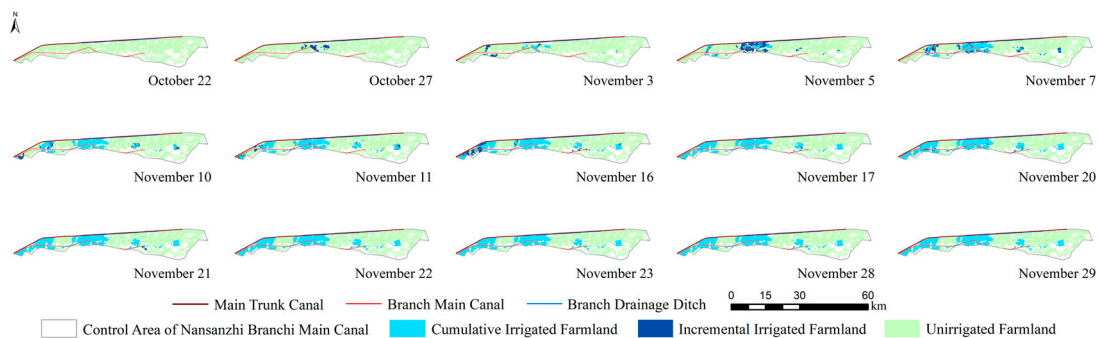 N
October 22
October 27
November 3
November 5
November 7
November 10
November 11
November 16
November 17
November 20
November 21
November 22
November 23
November 28
November 29
Main Trunk Canal
Branch Main Canal
Branch Drainage Ditch
0 15 30 60
km
Control Area of Nansanzhi Branchi Main Canal
Cumulative Irrigated Farmland
Incremental Irrigated Farmland
Unirrigated Farmland